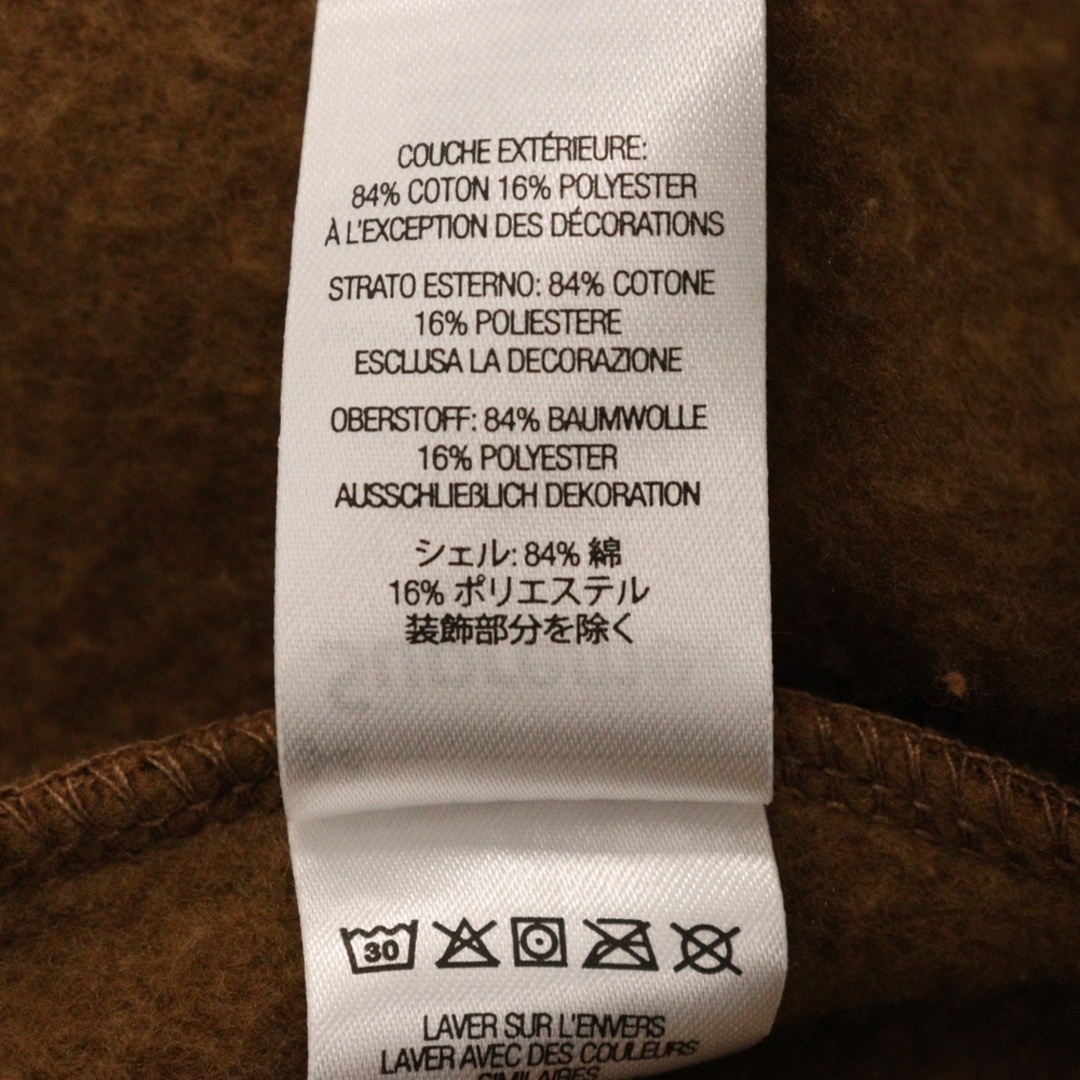 COUCHE EXTÉRIEURE:
84% COTON 16% POLYESTER
À L'EXCEPTION DES DÉCORATIONS
STRATO ESTERNO: 84% COTONE
16% POLIESTERE
ESCLUSA LA DECORAZIONE
OBERSTOFF: 84% BAUMWOLLE
16% POLYESTER
AUSSCHLIEßLICH DEKORATION
シェル: 84% 綿
16% ポリエステル
装飾部分を除く
30
LAVER SUR L'ENVERS
LAVER AVEC DES COULEURS
SIMILAIRES